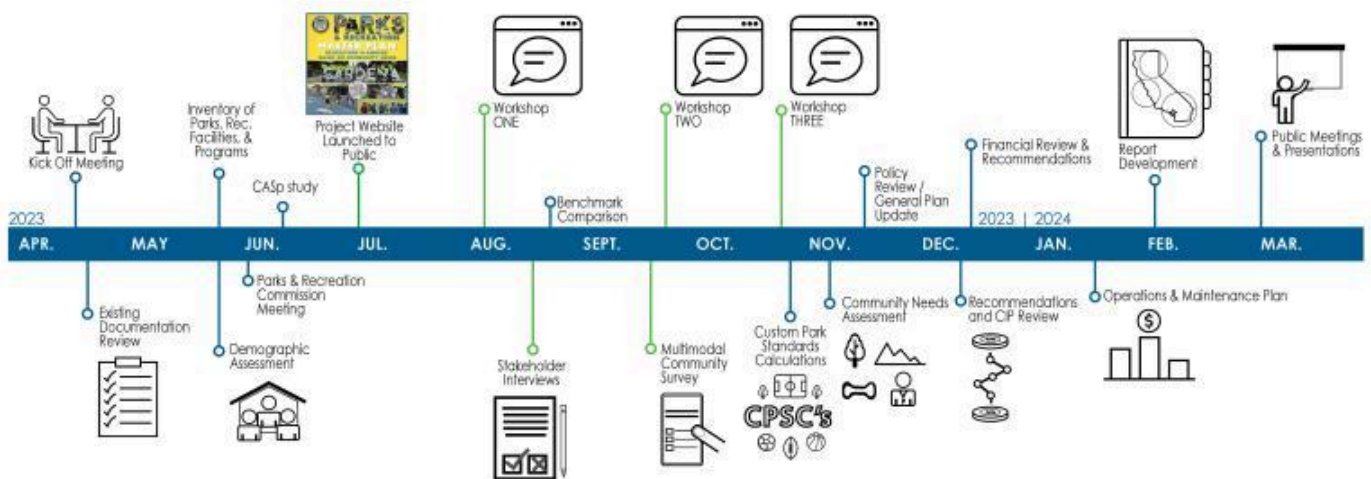 PARKS
& RECREATION
MASTER PLAN
GARDENA
Kick Off Meeting
Inventory of
Parks, Rec,
Facilities, &
Programs
CASp study
Project Website
Launched to
Public
Workshop
ONE
Benchmark
Comparison
Workshop
TWO
Workshop
THREE
Policy
Review /
General Plan
Update
Financial Review &
Recommendations
Report
Development
Public Meetings
& Presentations
2023
2023 | 2024
APR.
MAY
JUN.
JUL.
AUG.
SEPT.
OCT.
NOV.
DEC.
JAN.
FEB.
MAR.
Existing
Documentation
Review
Demographic
Assessment
Parks & Recreation
Commission
Meeting
Stakeholder
Interviews
Multimodal
Community
Survey
Custom Park
Standards
Calculations
CPSC's
Community Needs
Assessment
Recommendations
and CIP Review
Operations & Maintenance Plan
$